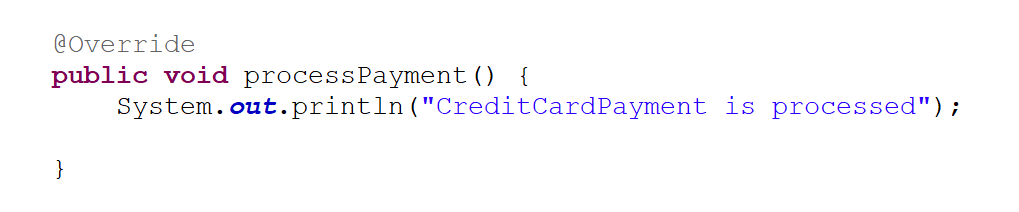 @Override
public void processPayment() {
    System.out.println("CreditCardPayment is processed");
}